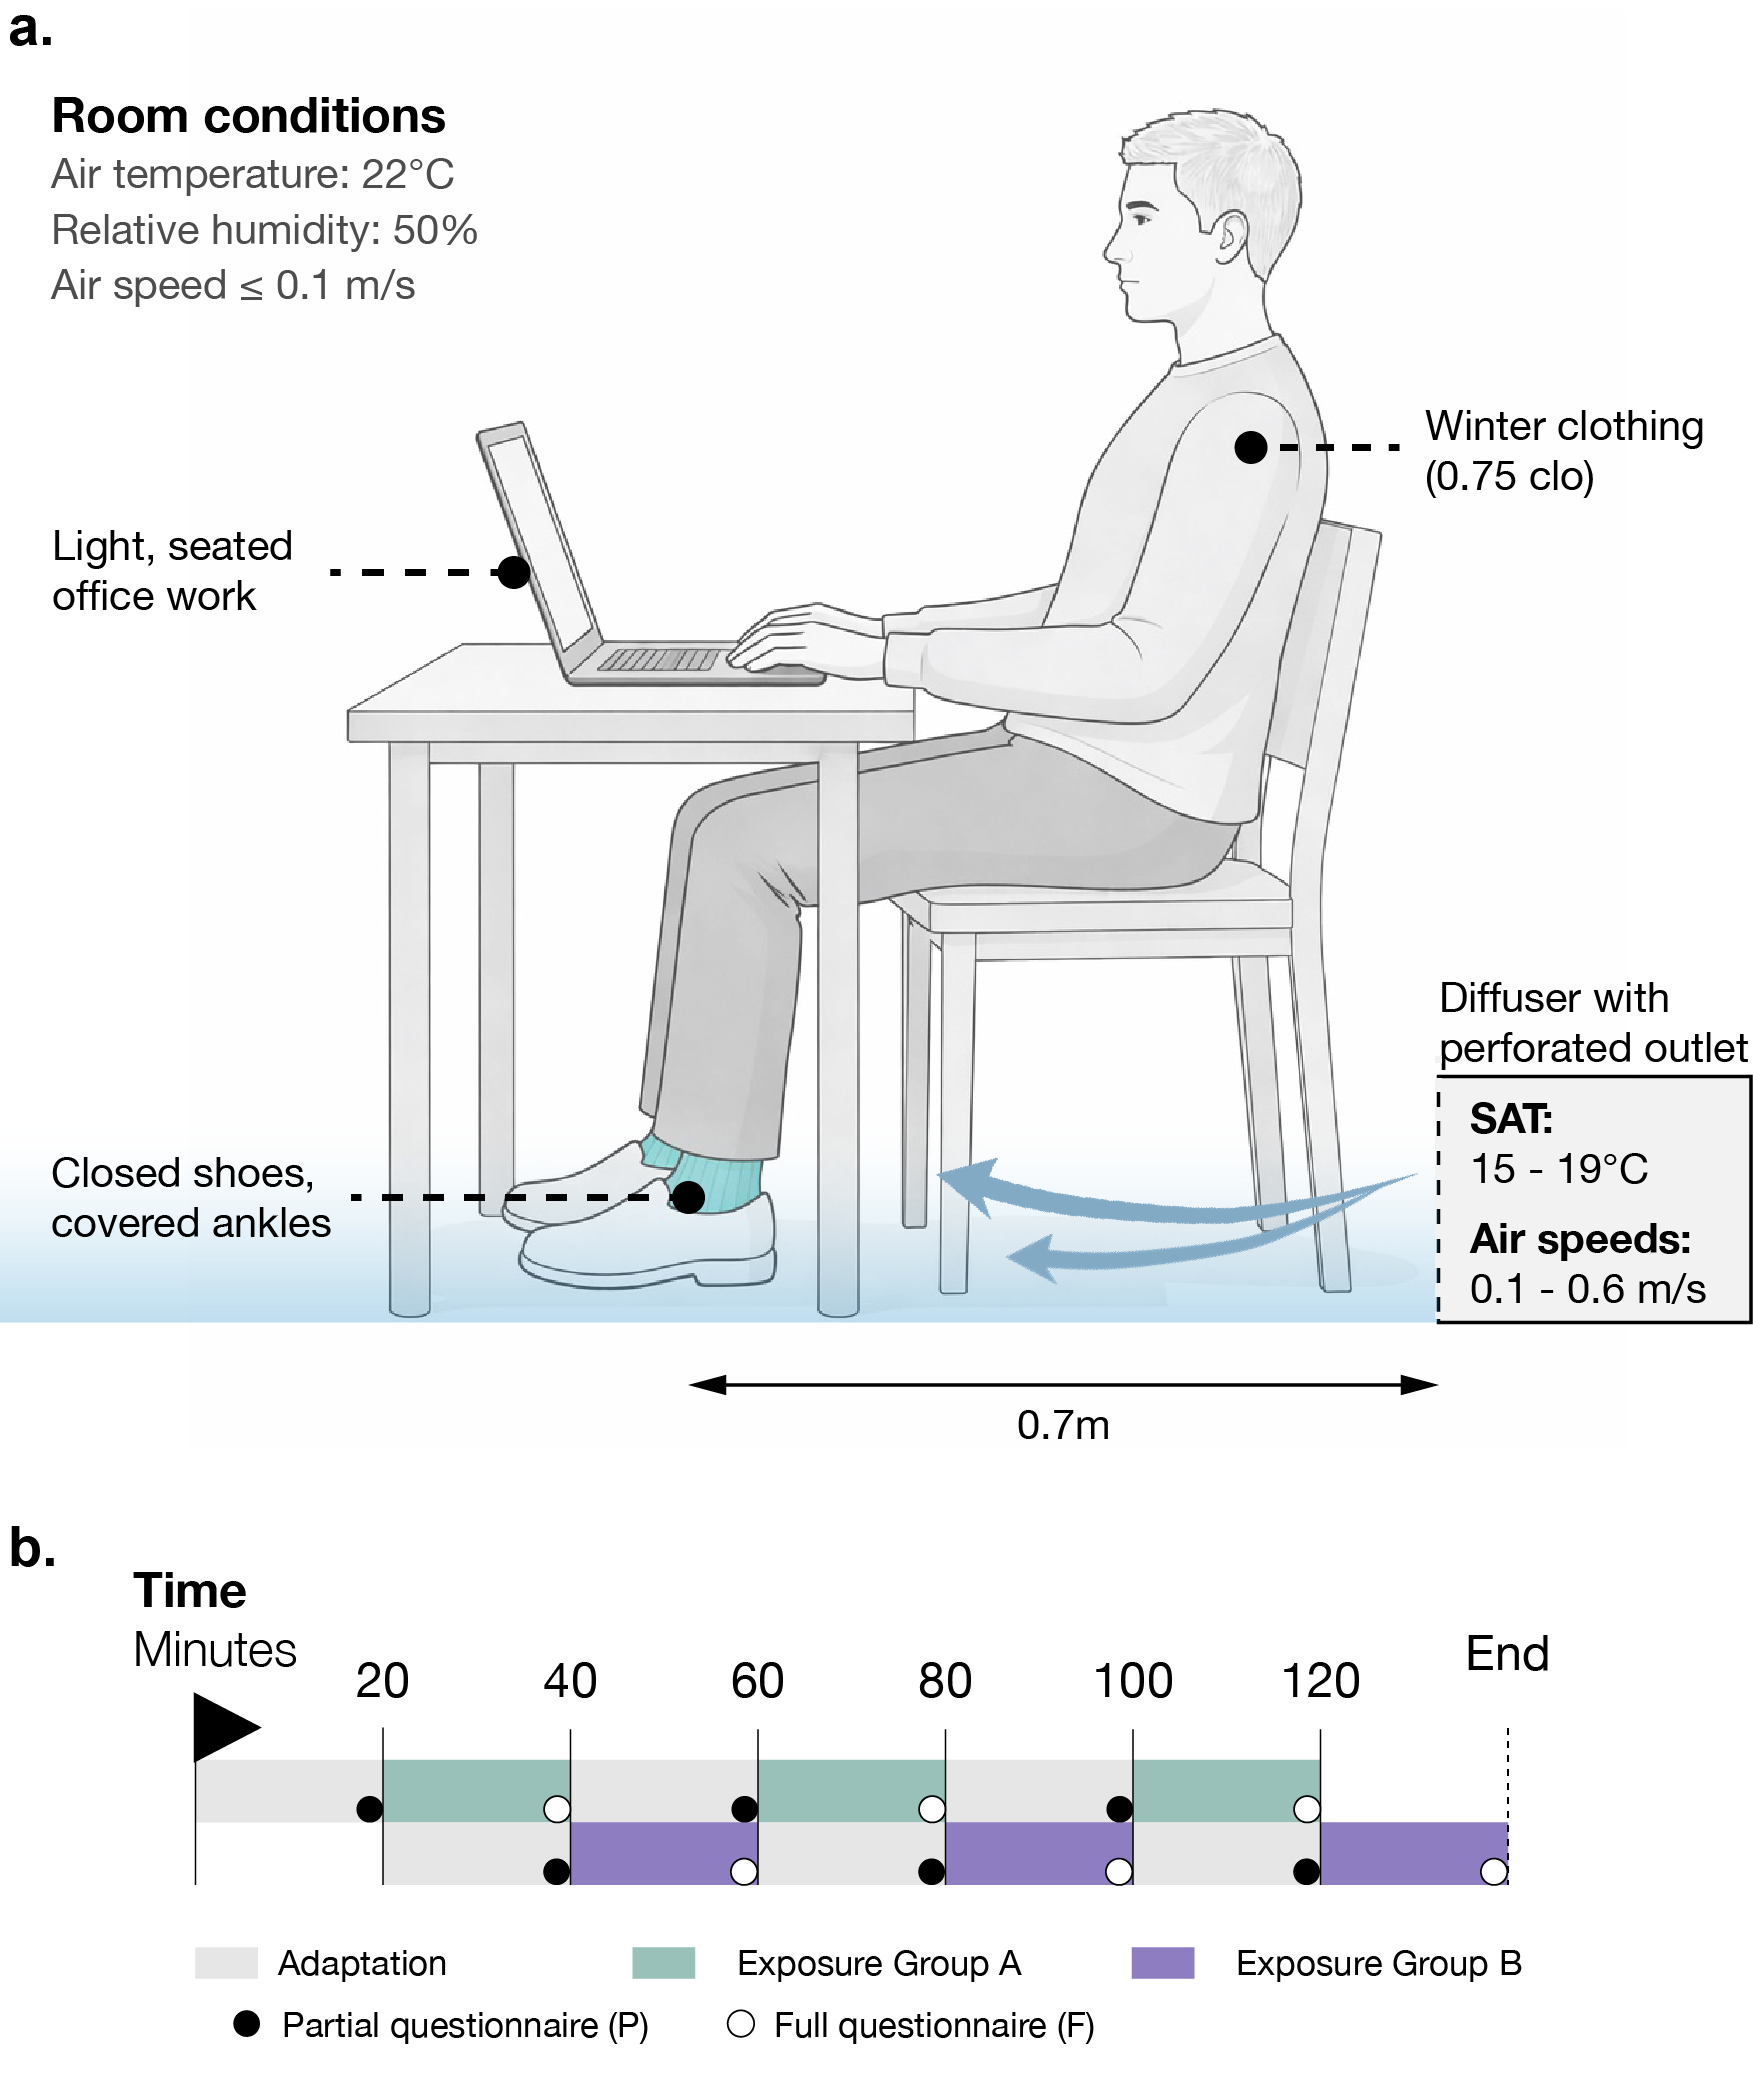 a.
Room conditions
Air temperature: 22°C
Relative humidity: 50%
Air speed ≤ 0.1 m/s
Winter clothing
(0.75 clo)
Light, seated
office work
Diffuser with
perforated outlet
SAT:
15 - 19°C
Air speeds:
0.1 - 0.6 m/s
Closed shoes,
covered ankles
0.7m
b.
Time
Minutes
20 40 60 80 100 120 End
Adaptation Exposure Group A Exposure Group B
Partial questionnaire (P) Full questionnaire (F)